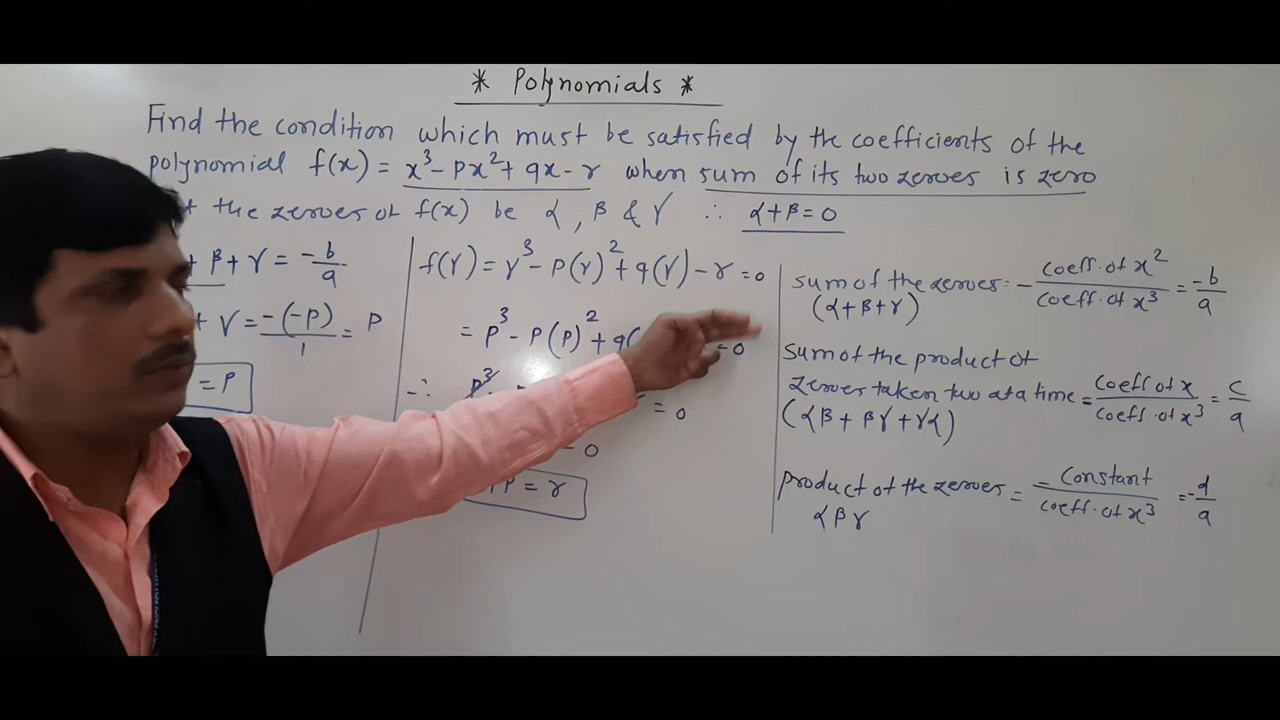 * Polynomials *
Find the condition which must be satisfied by the coefficients of the
polynomial f(x) = x³ - px² + qx - r when sum of its two zeroes is zero
t the zeroes of f(x) be α, β & γ ∴ α+β=0
+ β + γ = -b/a
+ γ = -(-p)/1 = p
= p
f(γ) = γ³ - p(γ)² + q(γ) - r = 0
= p³ - p(p)² + q( = 0
∴ p³ = 0
= 0
p = r
sum of the zeroes: - coeff. of x²/coeff. of x³ = -b/a
(α+β+γ)
sum of the product of
zeroes taken two at a time = coeff of x/coeff. of x³ = c/a
(αβ + βγ + γα)
product of the zeroes = - constant/coeff. of x³ = -d/a
αβγ